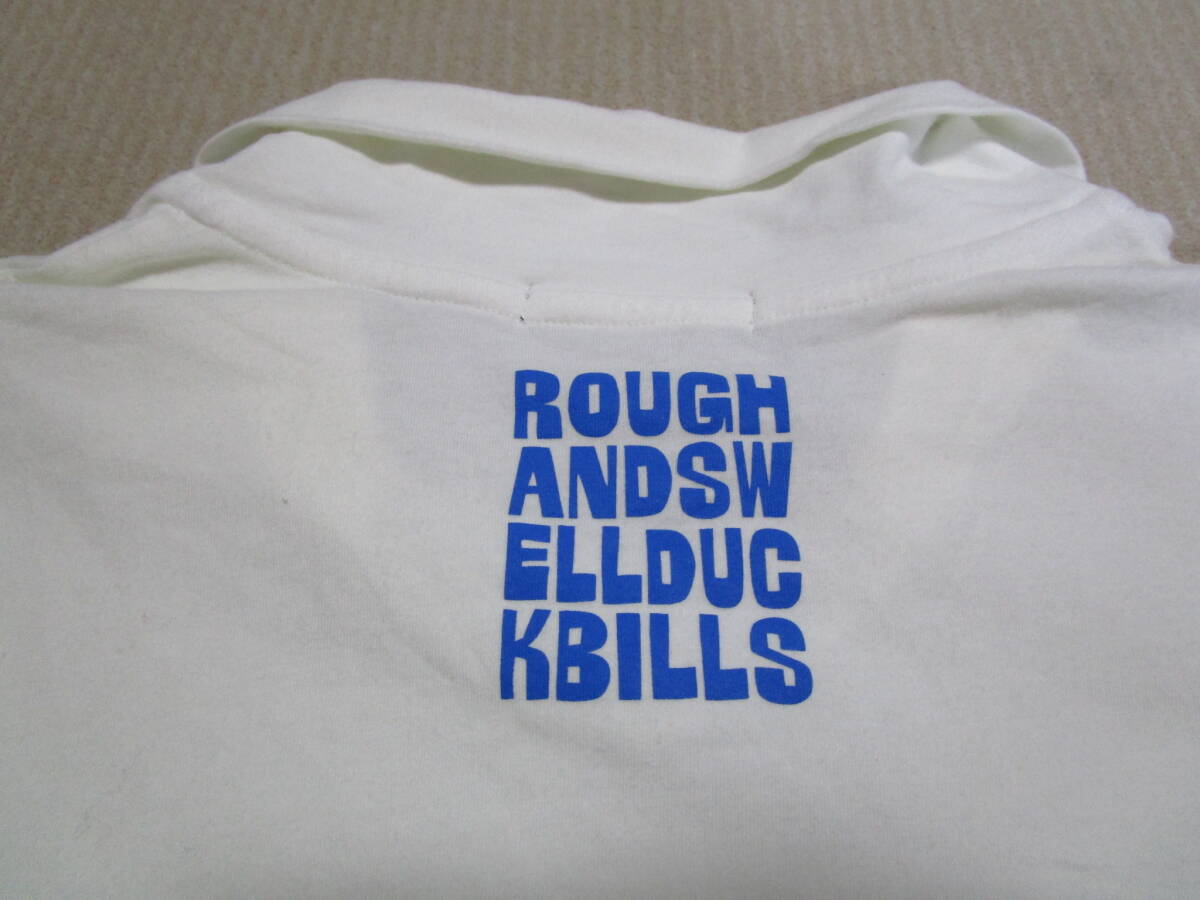 ROUGH
ANDSW
ELLDUC
KBILLS